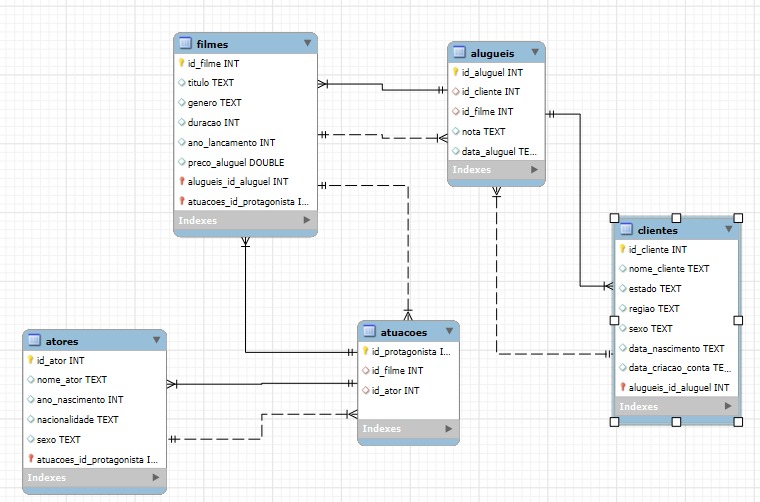 filmes
id_filme INT
titulo TEXT
genero TEXT
duracao INT
ano_lancamento INT
preco_aluguel DOUBLE
alugueis_id_aluguel INT
atuacoes_id_protagonista I...
Indexes
alugueis
id_aluguel INT
id_cliente INT
id_filme INT
nota TEXT
data_aluguel TE...
Indexes
clientes
id_cliente INT
nome_cliente TEXT
estado TEXT
regiao TEXT
sexo TEXT
data_nascimento TEXT
data_criacao_conta TE...
alugueis_id_aluguel INT
Indexes
atuacoes
id_protagonista I...
id_filme INT
id_ator INT
Indexes
atores
id_ator INT
nome_ator TEXT
ano_nascimento INT
nacionalidade TEXT
sexo TEXT
atuacoes_id_protagonista I...
Indexes